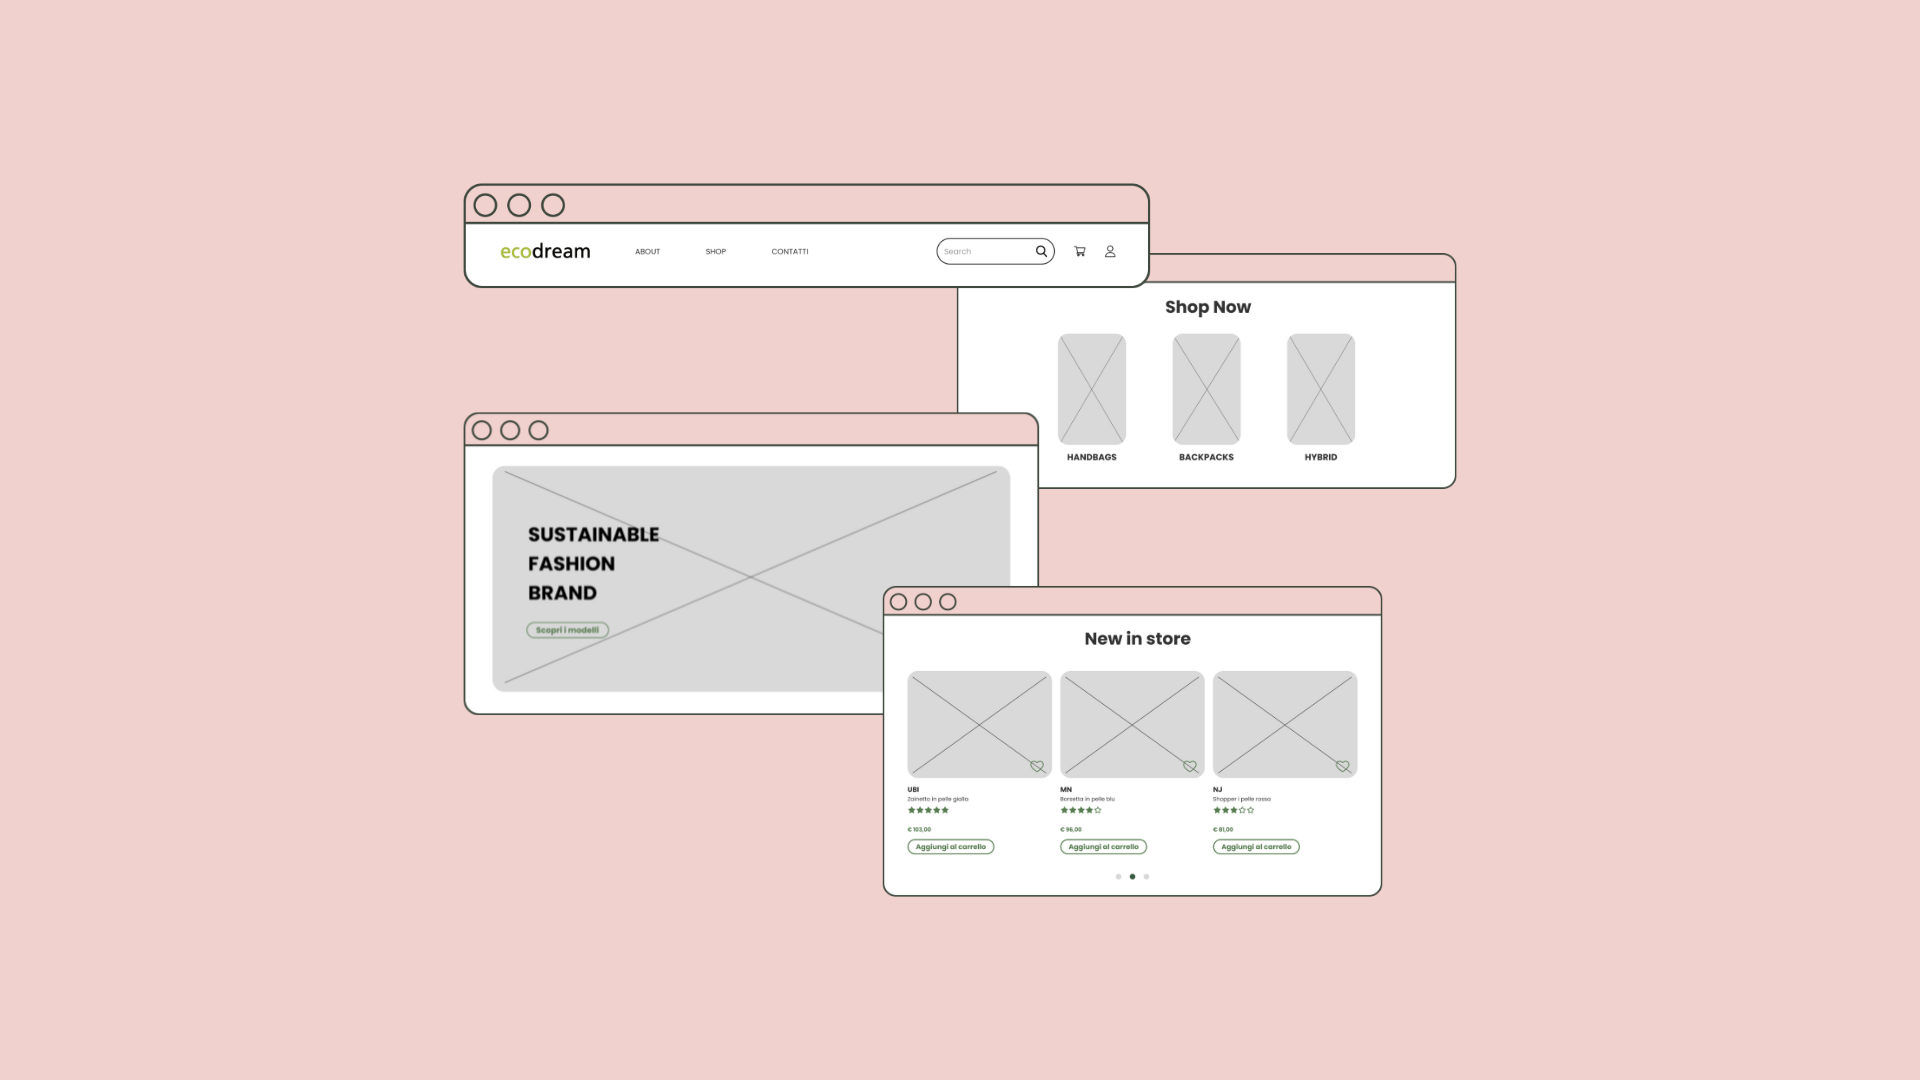 ecodream
ABOUT
SHOP
CONTATTI
Search
Shop Now
HANDBAGS
BACKPACKS
HYBRID
SUSTAINABLE
FASHION
BRAND
Scopri i modelli
New in store
UBI
Zainetto in pelle gialla
€ 103,00
Aggiungi al carrello
MN
Borsetta in pelle blu
€ 96,00
Aggiungi al carrello
NJ
Shopper i pelle rossa
€ 91,00
Aggiungi al carrello